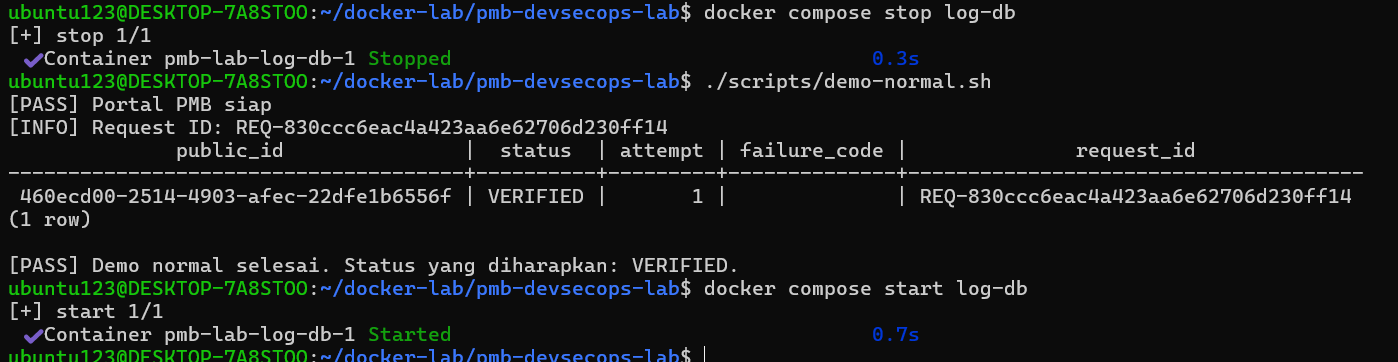 ubuntu123@DESKTOP-7A8STOO:~/docker-lab/pmb-devsecops-lab$ docker compose stop log-db
[+] stop 1/1
✔Container pmb-lab-log-db-1 Stopped 0.3s
ubuntu123@DESKTOP-7A8STOO:~/docker-lab/pmb-devsecops-lab$ ./scripts/demo-normal.sh
[PASS] Portal PMB siap
[INFO] Request ID: REQ-830ccc6eac4a423aa6e62706d230ff14
public_id | status | attempt | failure_code | request_id
--------------------------------------+----------+---------+--------------+--------------------------------------
460ecd00-2514-4903-afec-22dfe1b6556f | VERIFIED | 1 | | REQ-830ccc6eac4a423aa6e62706d230ff14
(1 row)
[PASS] Demo normal selesai. Status yang diharapkan: VERIFIED.
ubuntu123@DESKTOP-7A8STOO:~/docker-lab/pmb-devsecops-lab$ docker compose start log-db
[+] start 1/1
✔Container pmb-lab-log-db-1 Started 0.7s
ubuntu123@DESKTOP-7A8STOO:~/docker-lab/pmb-devsecops-lab$